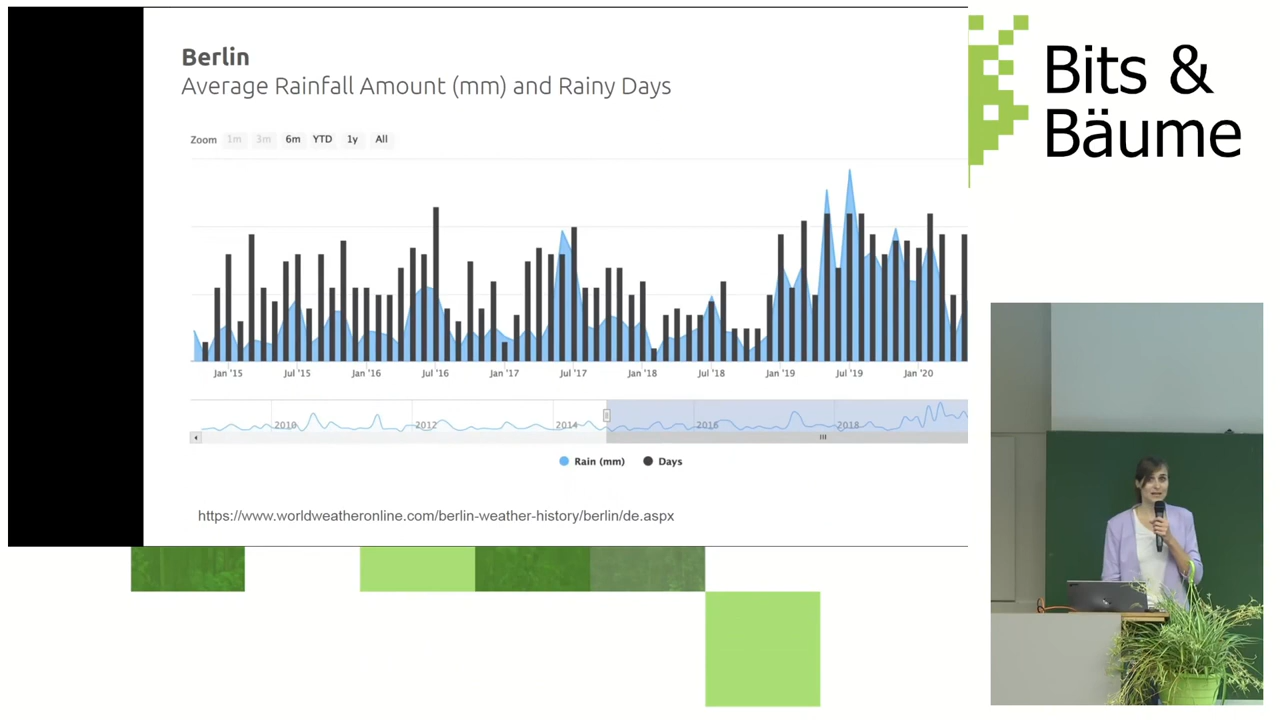 Berlin
Average Rainfall Amount (mm) and Rainy Days
Zoom 1m 3m 6m YTD 1y All
Jan '15 Jul '15 Jan '16 Jul '16 Jan '17 Jul '17 Jan '18 Jul '18 Jan '19 Jul '19 Jan '20
2010 2012 2014 2016 2018
Rain (mm) Days
https://www.worldweatheronline.com/berlin-weather-history/berlin/de.aspx
Bits &
Bäume